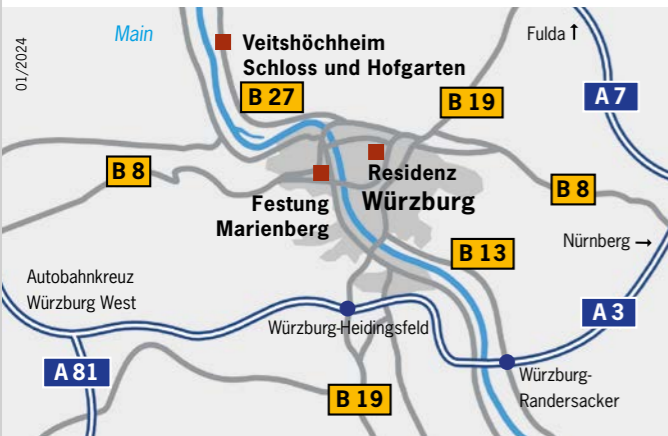 01/2024
Main
Veitshöchheim
Schloss und Hofgarten
Fulda ↑
B 27
B 19
A 7
B 8
Residenz
Würzburg
Festung
Marienberg
B 8
B 13
Nürnberg →
Autobahnkreuz
Würzburg West
Würzburg-Heidingsfeld
A 3
A 81
B 19
Würzburg-
Randersacker